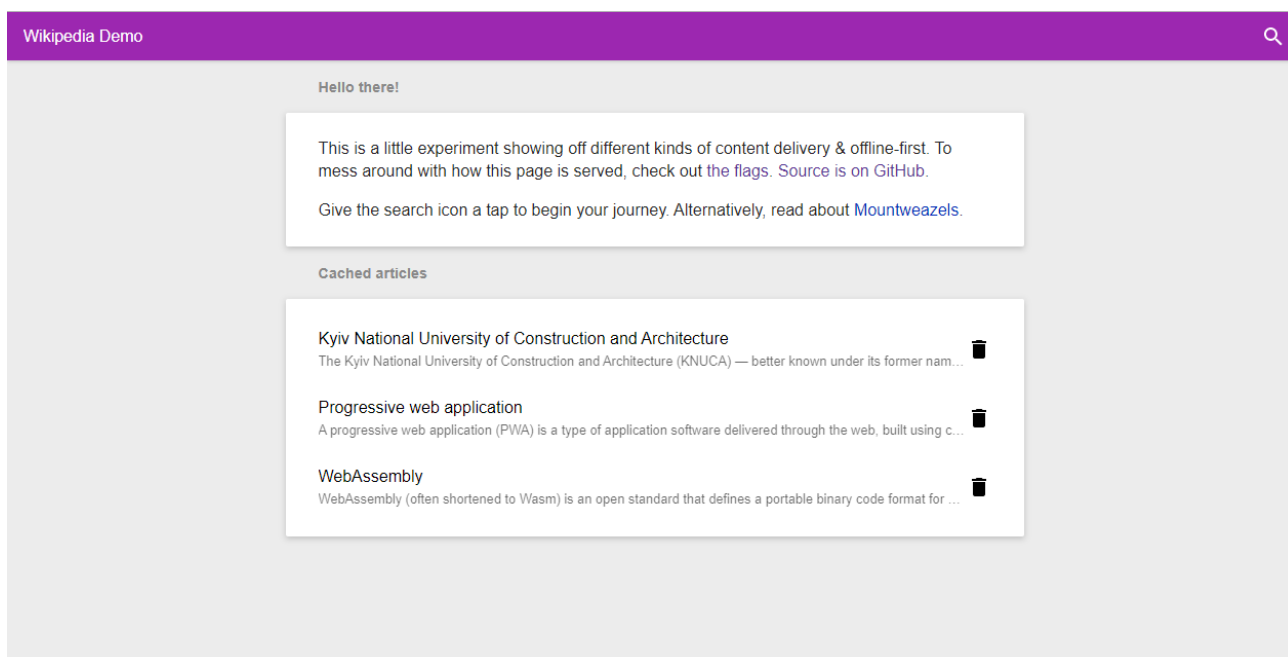 Wikipedia Demo
Hello there!
This is a little experiment showing off different kinds of content delivery & offline-first. To
mess around with how this page is served, check out the flags. Source is on GitHub.
Give the search icon a tap to begin your journey. Alternatively, read about Mountweazels.
Cached articles
Kyiv National University of Construction and Architecture
The Kyiv National University of Construction and Architecture (KNUCA) — better known under its former nam…
Progressive web application
A progressive web application (PWA) is a type of application software delivered through the web, built using c…
WebAssembly
WebAssembly (often shortened to Wasm) is an open standard that defines a portable binary code format for …